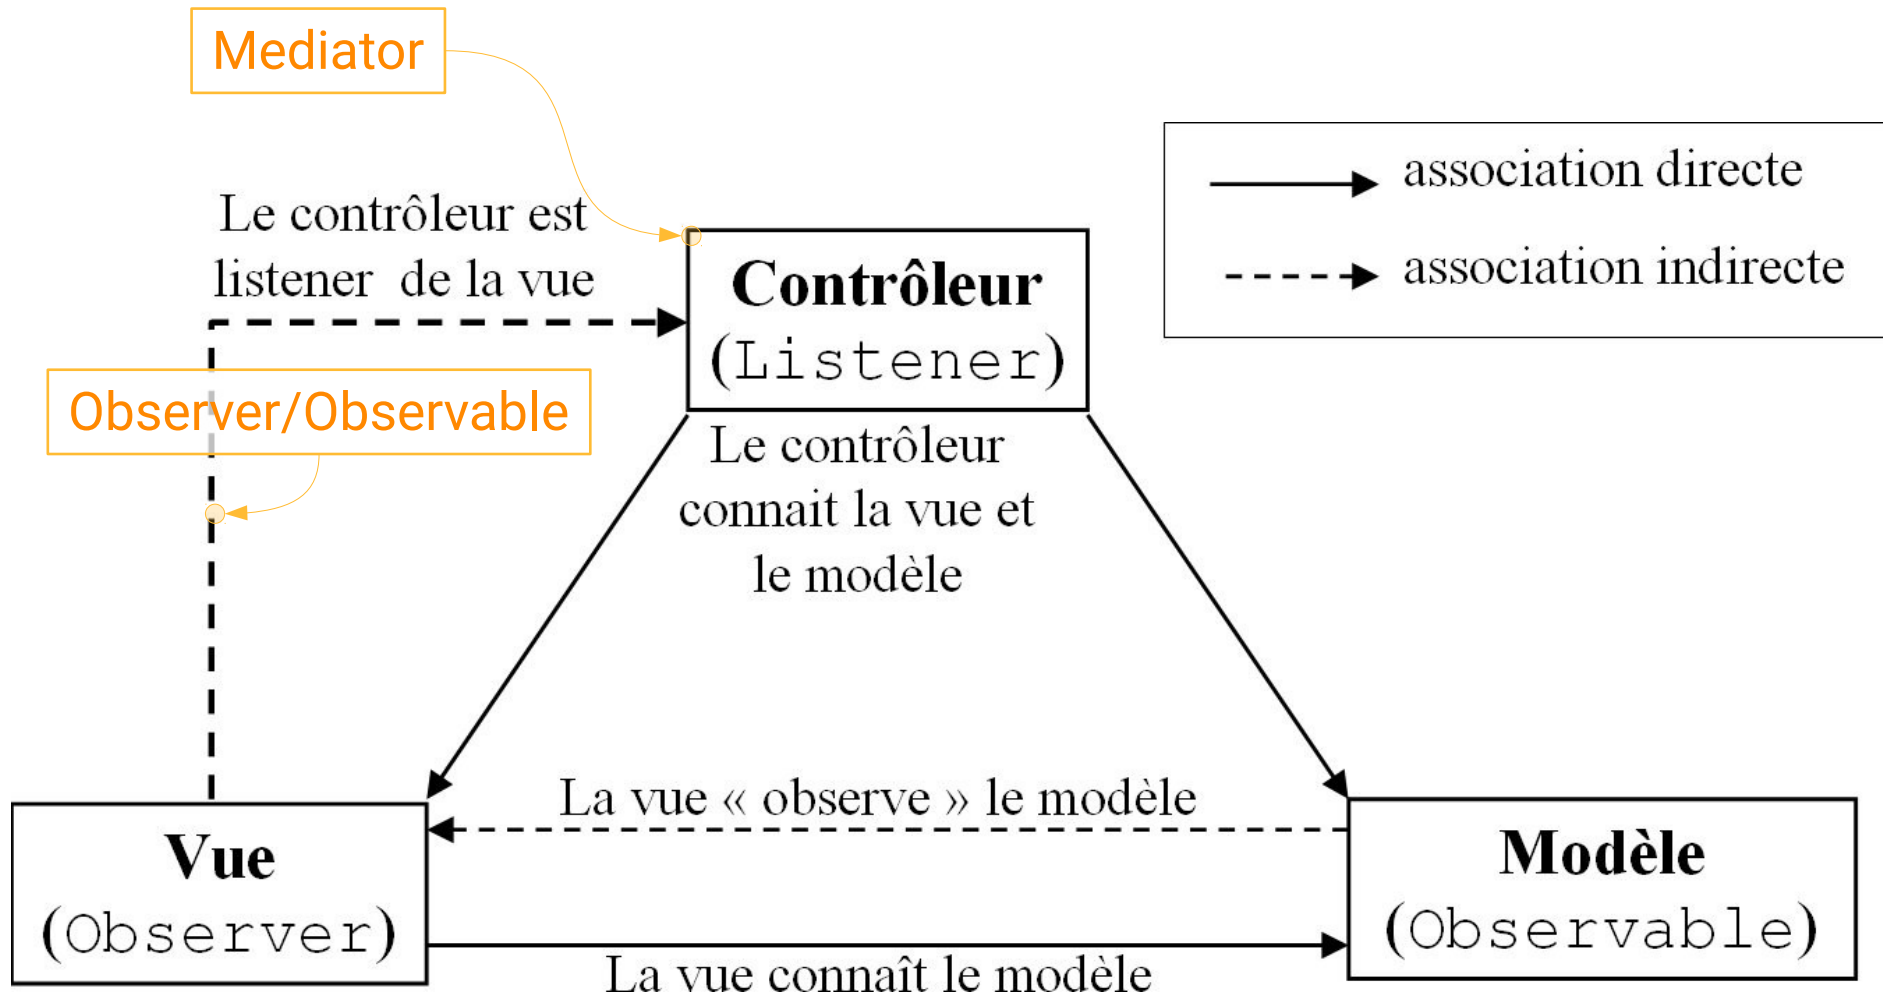 Mediator
association directe
association indirecte
Le contrôleur est
listener de la vue
Contrôleur
(Listener)
Observer/Observable
Le contrôleur
connait la vue et
le modèle
La vue « observe » le modèle
Vue
(Observer)
Modèle
(Observable)
La vue connaît le modèle